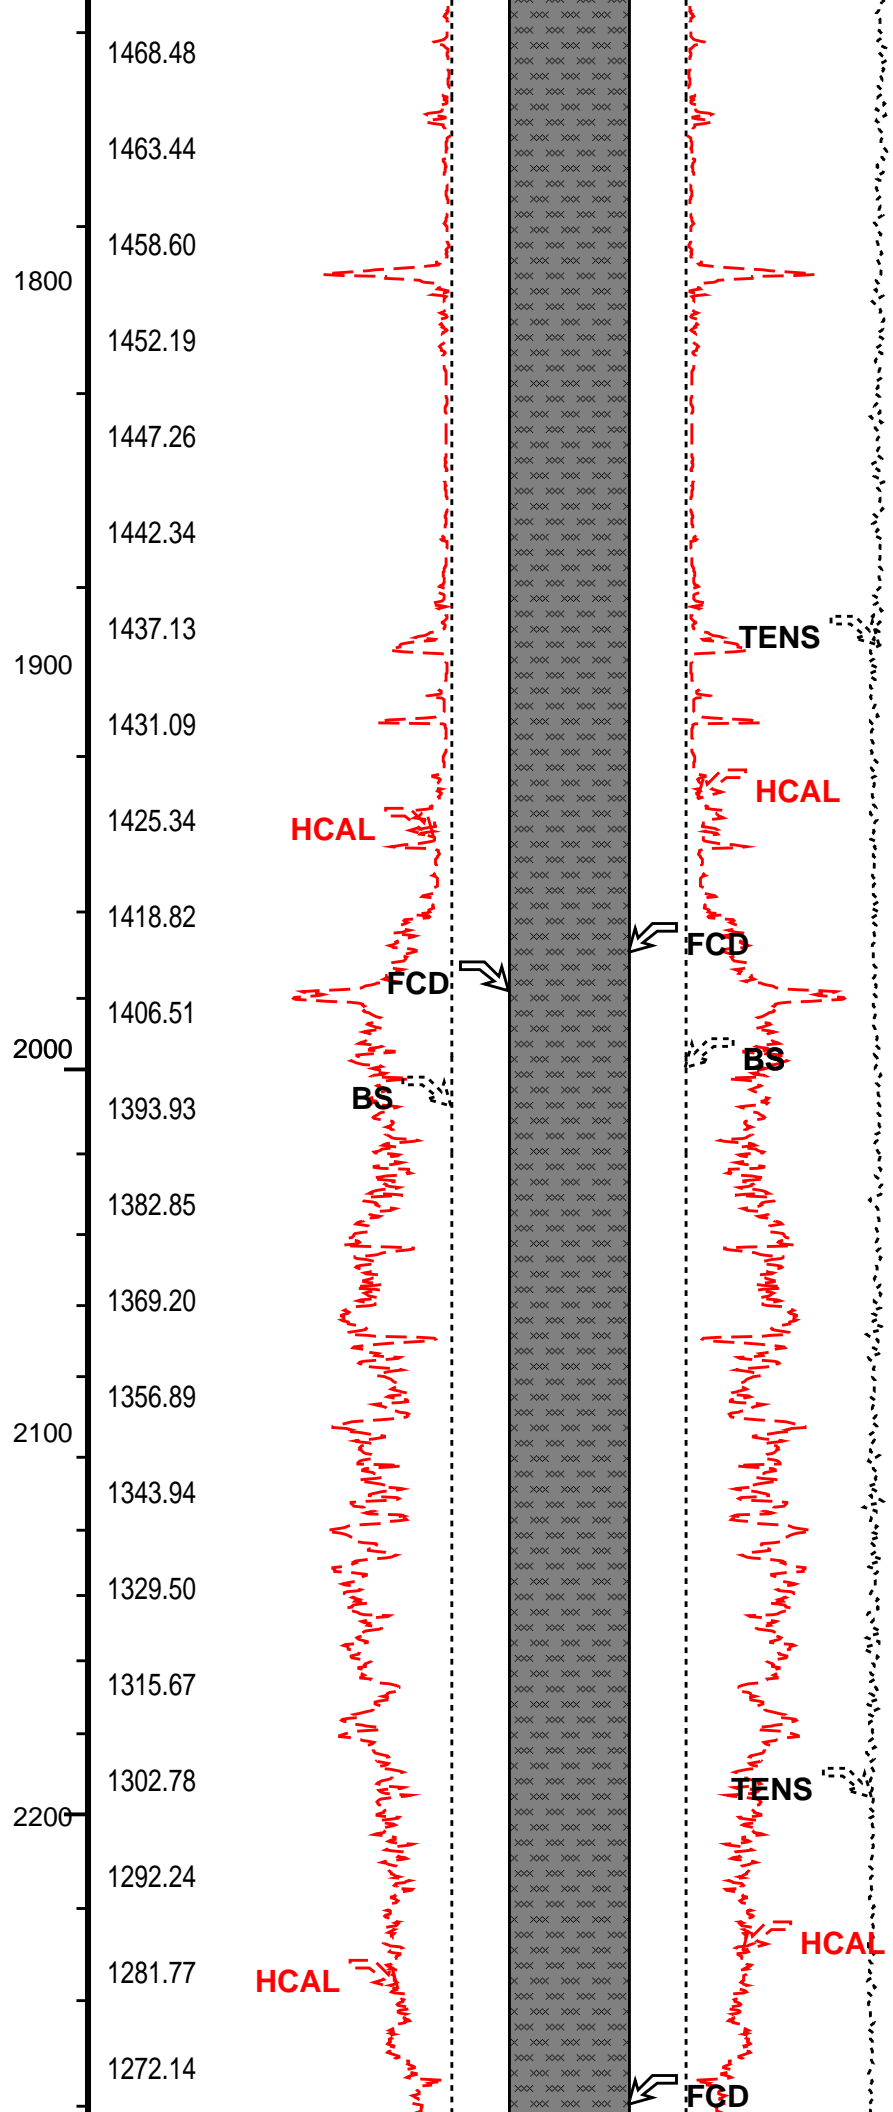 1468.48
1463.44
1458.60
1800
1452.19
1447.26
1442.34
1437.13
TENS
1900
1431.09
HCAL
1425.34
HCAL
1418.82
FCD
FCD
1406.51
2000
BS
BS
1393.93
1382.85
1369.20
1356.89
2100
1343.94
1329.50
1315.67
1302.78
TENS
2200
1292.24
HCAL
1281.77
HCAL
1272.14
FCD